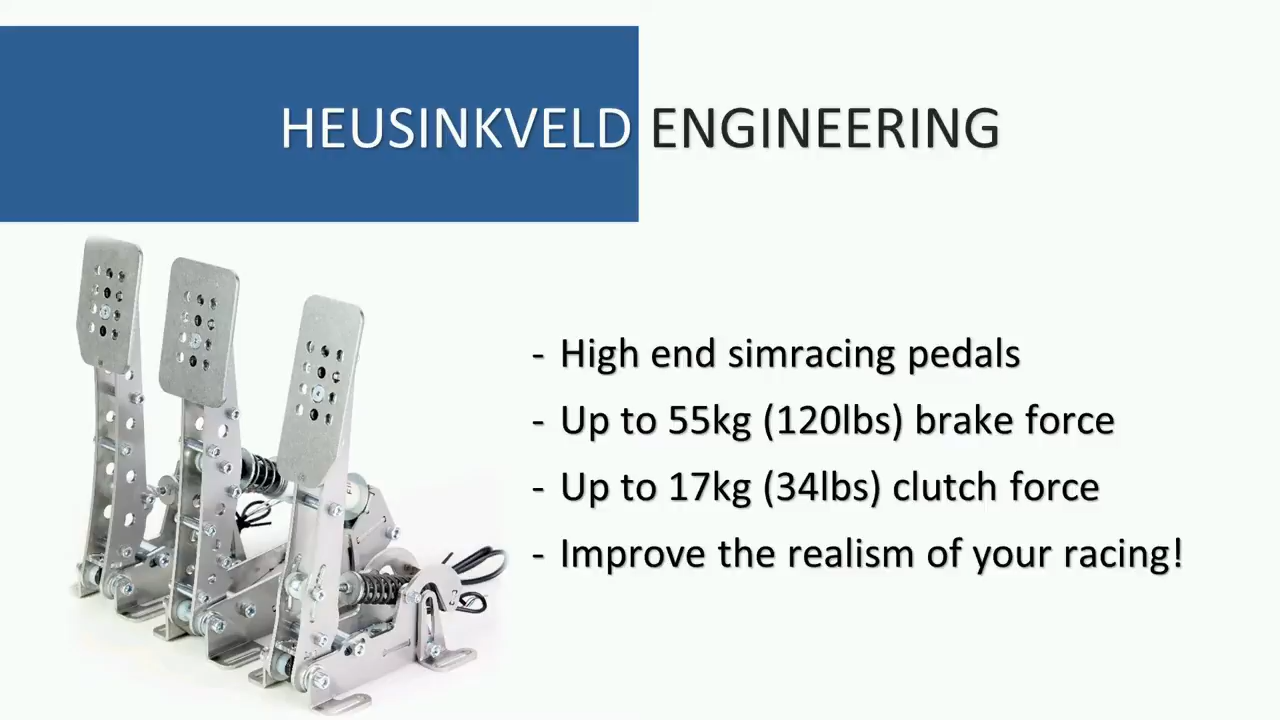 HEUSINKVELD ENGINEERING
- High end simracing pedals
- Up to 55kg (120lbs) brake force
- Up to 17kg (34lbs) clutch force
- Improve the realism of your racing!